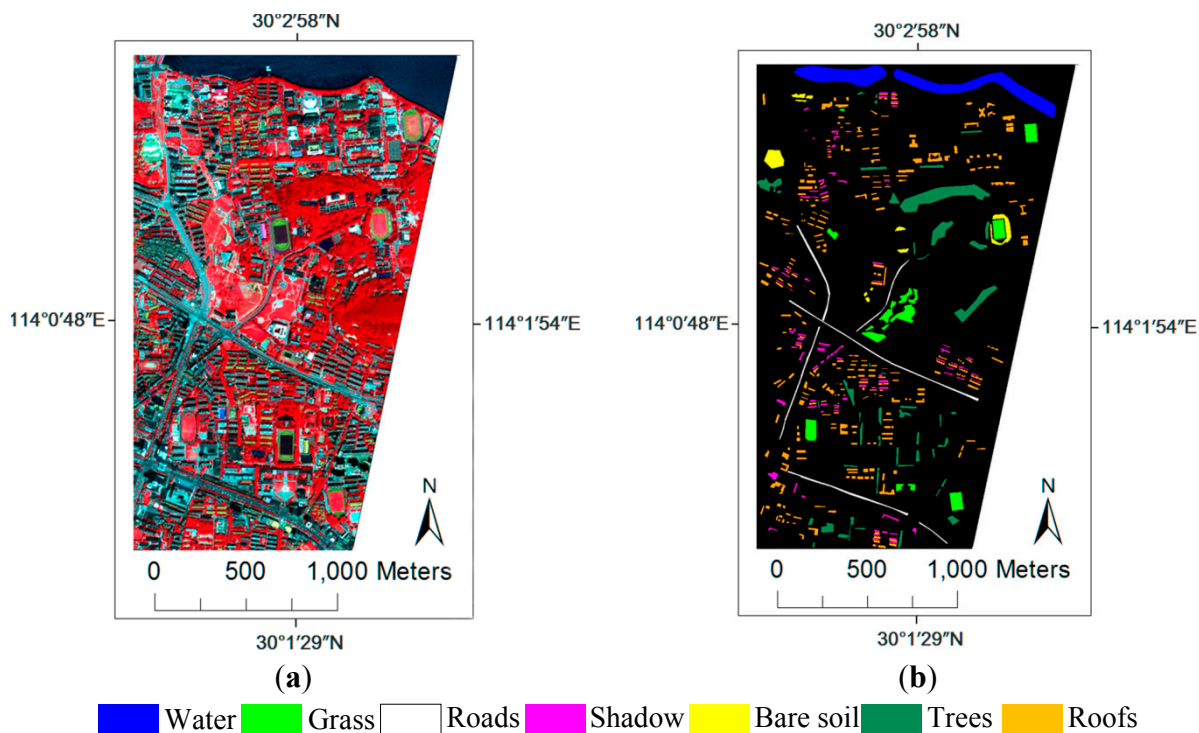 30°2′58″N
30°2′58″N
114°0′48″E
114°1′54″E
114°0′48″E
114°1′54″E
N
N
0 500 1,000 Meters
0 500 1,000 Meters
30°1′29″N
30°1′29″N
(a)
(b)
Water Grass Roads Shadow Bare soil Trees Roofs